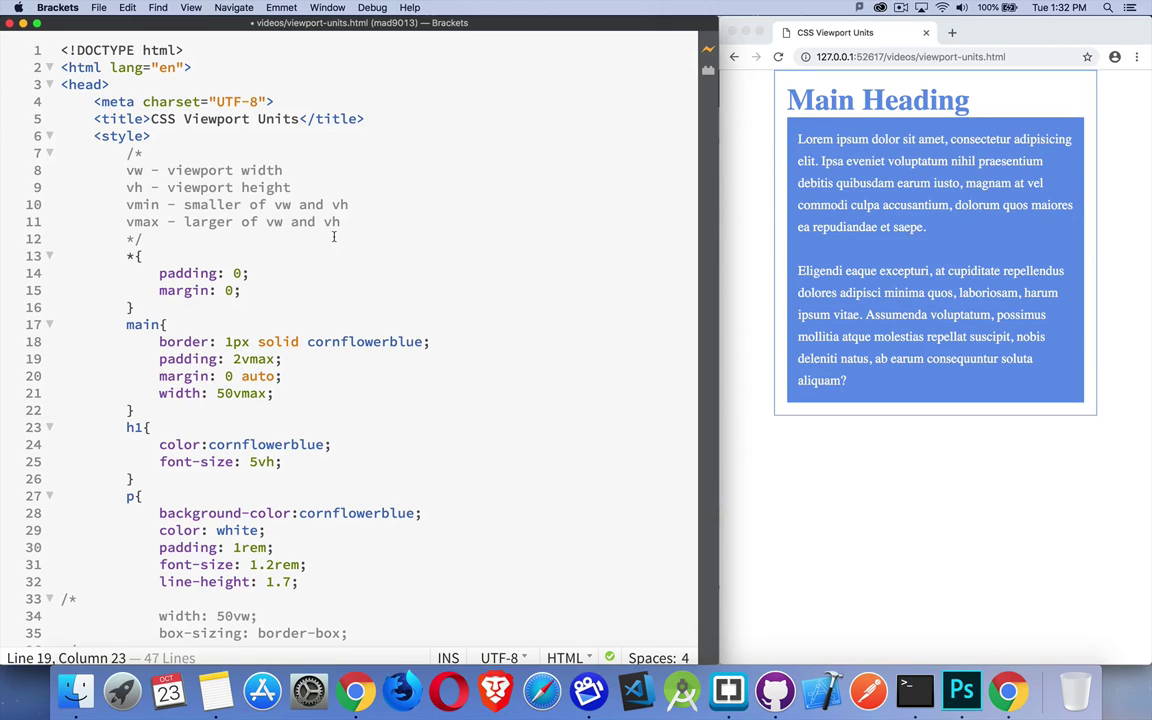 Brackets File Edit Find View Navigate Emmet Window Debug Help 100% Tue 1:32 PM
• videos/viewport-units.html (mad9013) — Brackets
1 <!DOCTYPE html>
2 <html lang="en">
3 <head>
4 <meta charset="UTF-8">
5 <title>CSS Viewport Units</title>
6 <style>
7 /*
8 vw - viewport width
9 vh - viewport height
10 vmin - smaller of vw and vh
11 vmax - larger of vw and vh
12 */
13 *{
14 padding: 0;
15 margin: 0;
16 }
17 main{
18 border: 1px solid cornflowerblue;
19 padding: 2vmax;
20 margin: 0 auto;
21 width: 50vmax;
22 }
23 h1{
24 color:cornflowerblue;
25 font-size: 5vh;
26 }
27 p{
28 background-color:cornflowerblue;
29 color: white;
30 padding: 1rem;
31 font-size: 1.2rem;
32 line-height: 1.7;
33 /*
34 width: 50vw;
35 box-sizing: border-box;
Line 19, Column 23 — 47 Lines
INS UTF-8 HTML Spaces: 4
CSS Viewport Units
127.0.0.1:52617/videos/viewport-units.html
Main Heading
Lorem ipsum dolor sit amet, consectetur adipisicing
elit. Ipsa eveniet voluptatum nihil praesentium
debitis quibusdam earum iusto, magnam at vel
commodi culpa accusantium, dolorum quos maiores
ea repudiandae et saepe.
Eligendi eaque excepturi, at cupiditate repellendus
dolores adipisci minima quos, laboriosam, harum
ipsum vitae. Assumenda voluptatum, possimus
mollitia atque molestias repellat suscipit, nobis
deleniti natus, ab earum consequuntur soluta
aliquam?
OCT
23
Ps